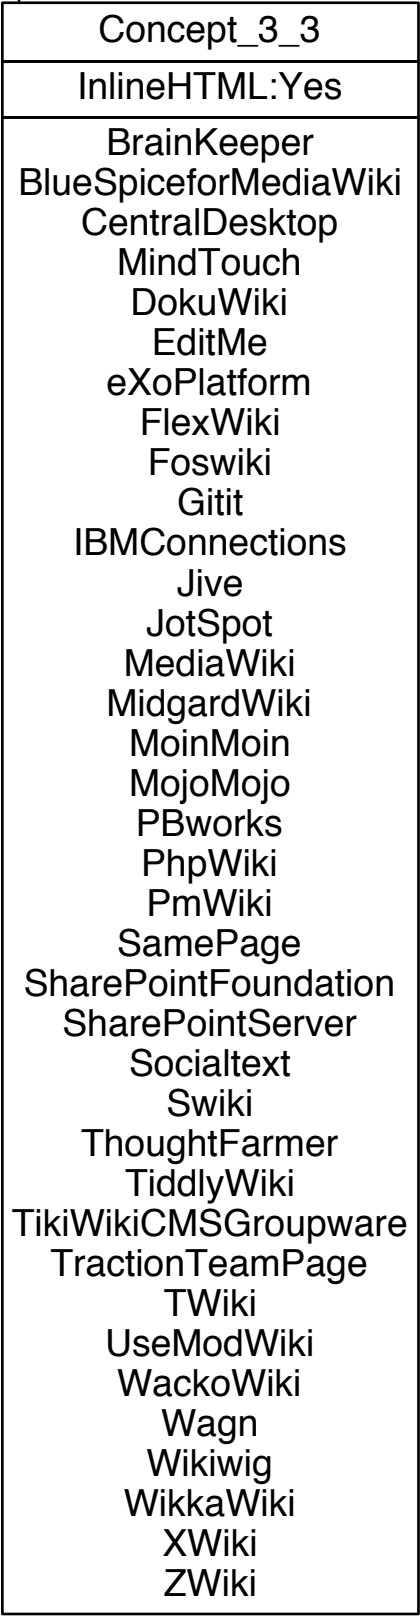 Concept_3_3
InlineHTML:Yes
BrainKeeper
BlueSpiceforMediaWiki
CentralDesktop
MindTouch
DokuWiki
EditMe
eXoPlatform
FlexWiki
Foswiki
Gitit
IBMConnections
Jive
JotSpot
MediaWiki
MidgardWiki
MoinMoin
MojoMojo
PBworks
PhpWiki
PmWiki
SamePage
SharePointFoundation
SharePointServer
Socialtext
Swiki
ThoughtFarmer
TiddlyWiki
TikiWikiCMSGroupware
TractionTeamPage
TWiki
UseModWiki
WackoWiki
Wagn
Wikiwig
WikkaWiki
XWiki
ZWiki